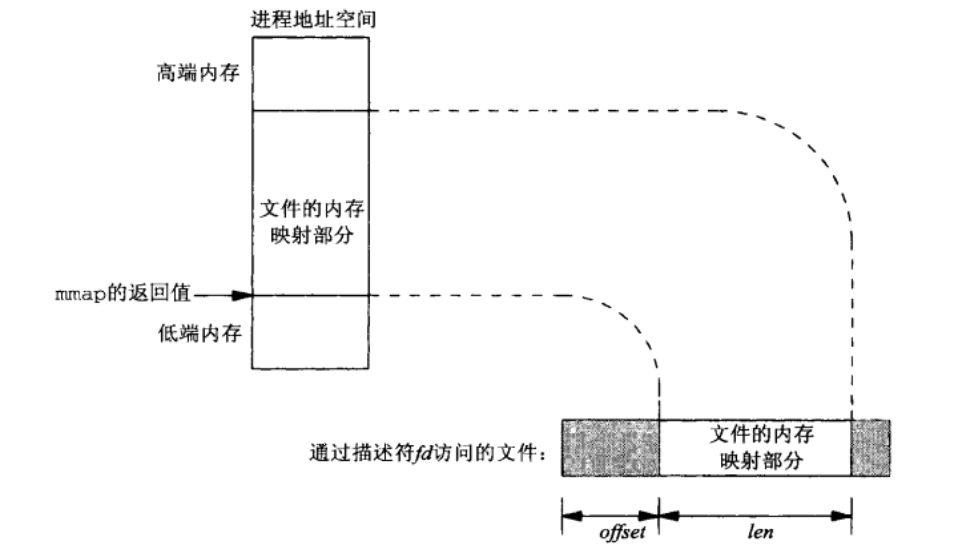 进程地址空间
高端内存
文件的内存
映射部分
mmap的返回值
低端内存
通过描述符fd访问的文件:
文件的内存
映射部分
offset
len